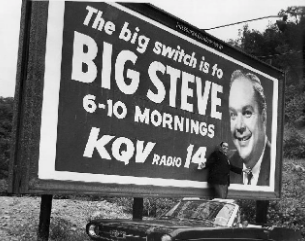 The big switch is to
BIG STEVE
6-10 MORNINGS
KQV RADIO 14